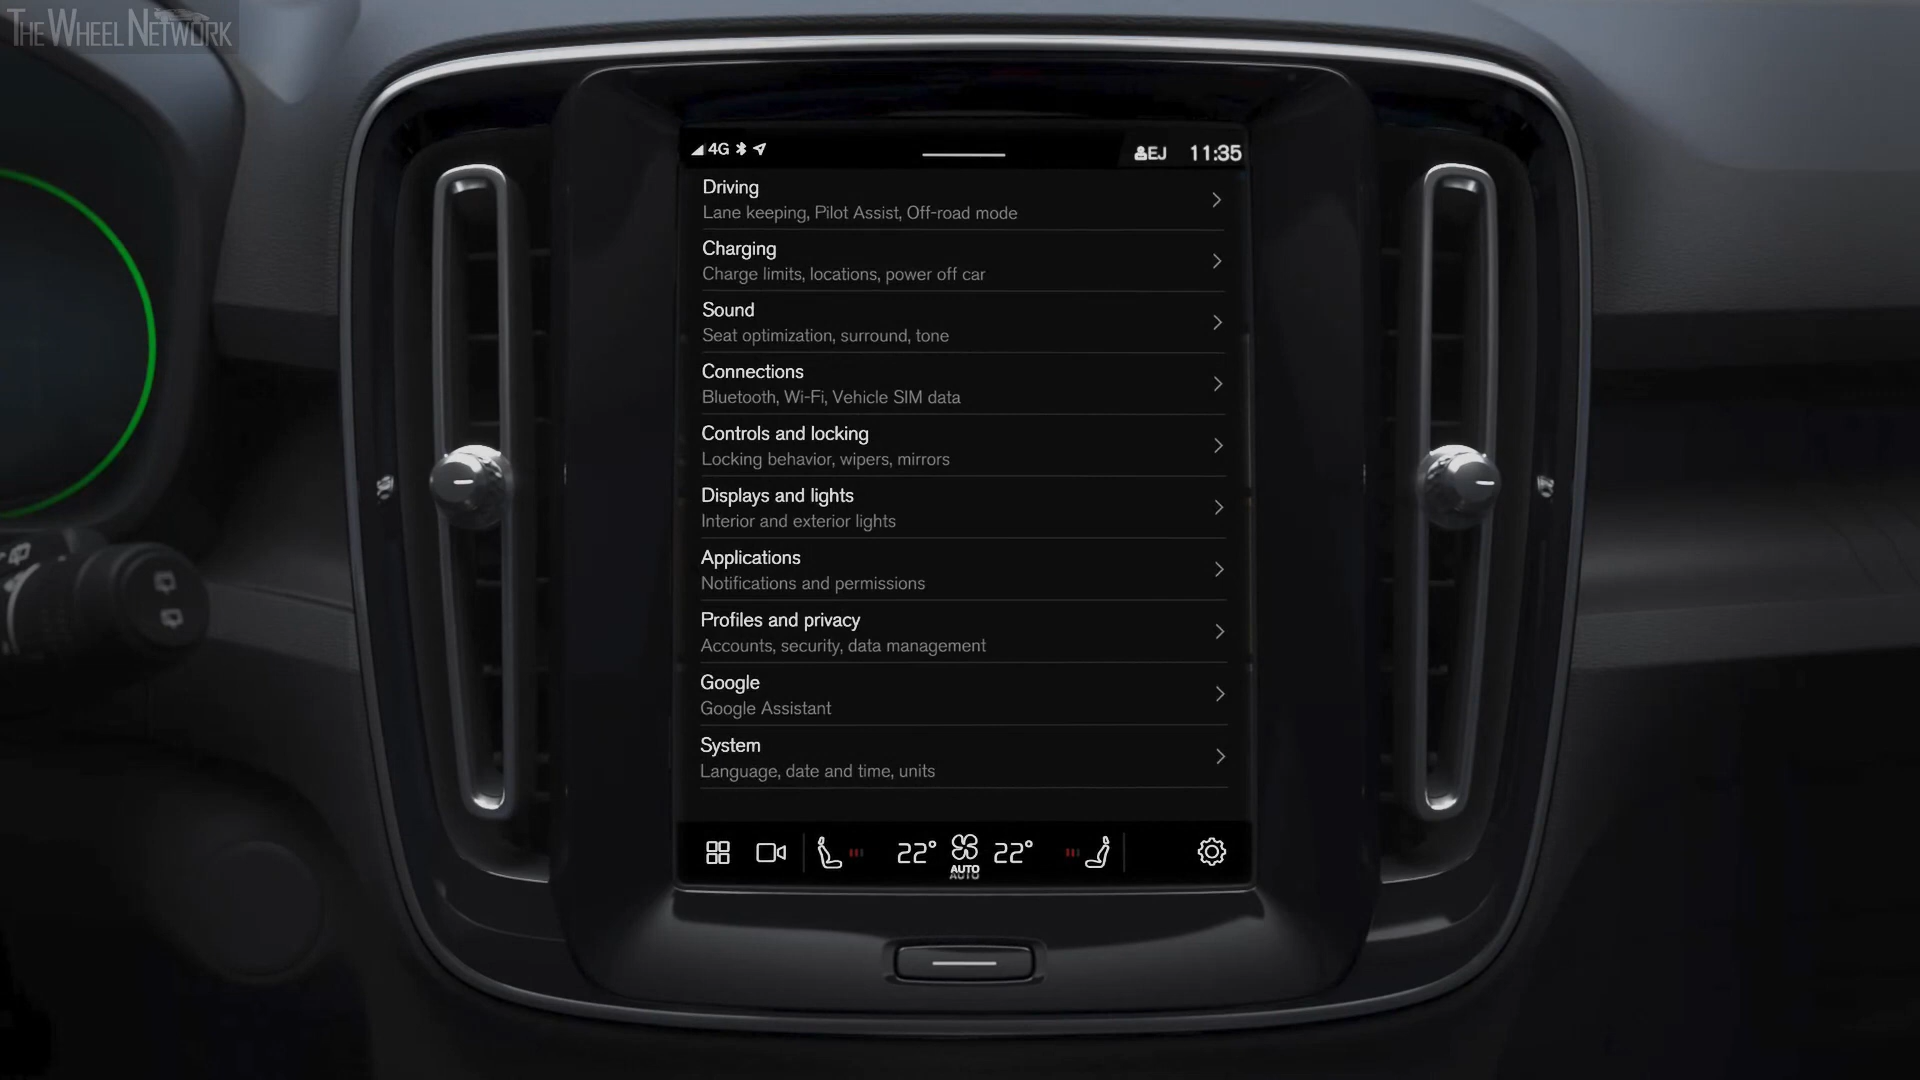 THE WHEEL NETWORK
4G EJ 11:35
Driving
Lane keeping, Pilot Assist, Off-road mode
Charging
Charge limits, locations, power off car
Sound
Seat optimization, surround, tone
Connections
Bluetooth, Wi-Fi, Vehicle SIM data
Controls and locking
Locking behavior, wipers, mirrors
Displays and lights
Interior and exterior lights
Applications
Notifications and permissions
Profiles and privacy
Accounts, security, data management
Google
Google Assistant
System
Language, date and time, units
22° 22°
AUTO
AUTO